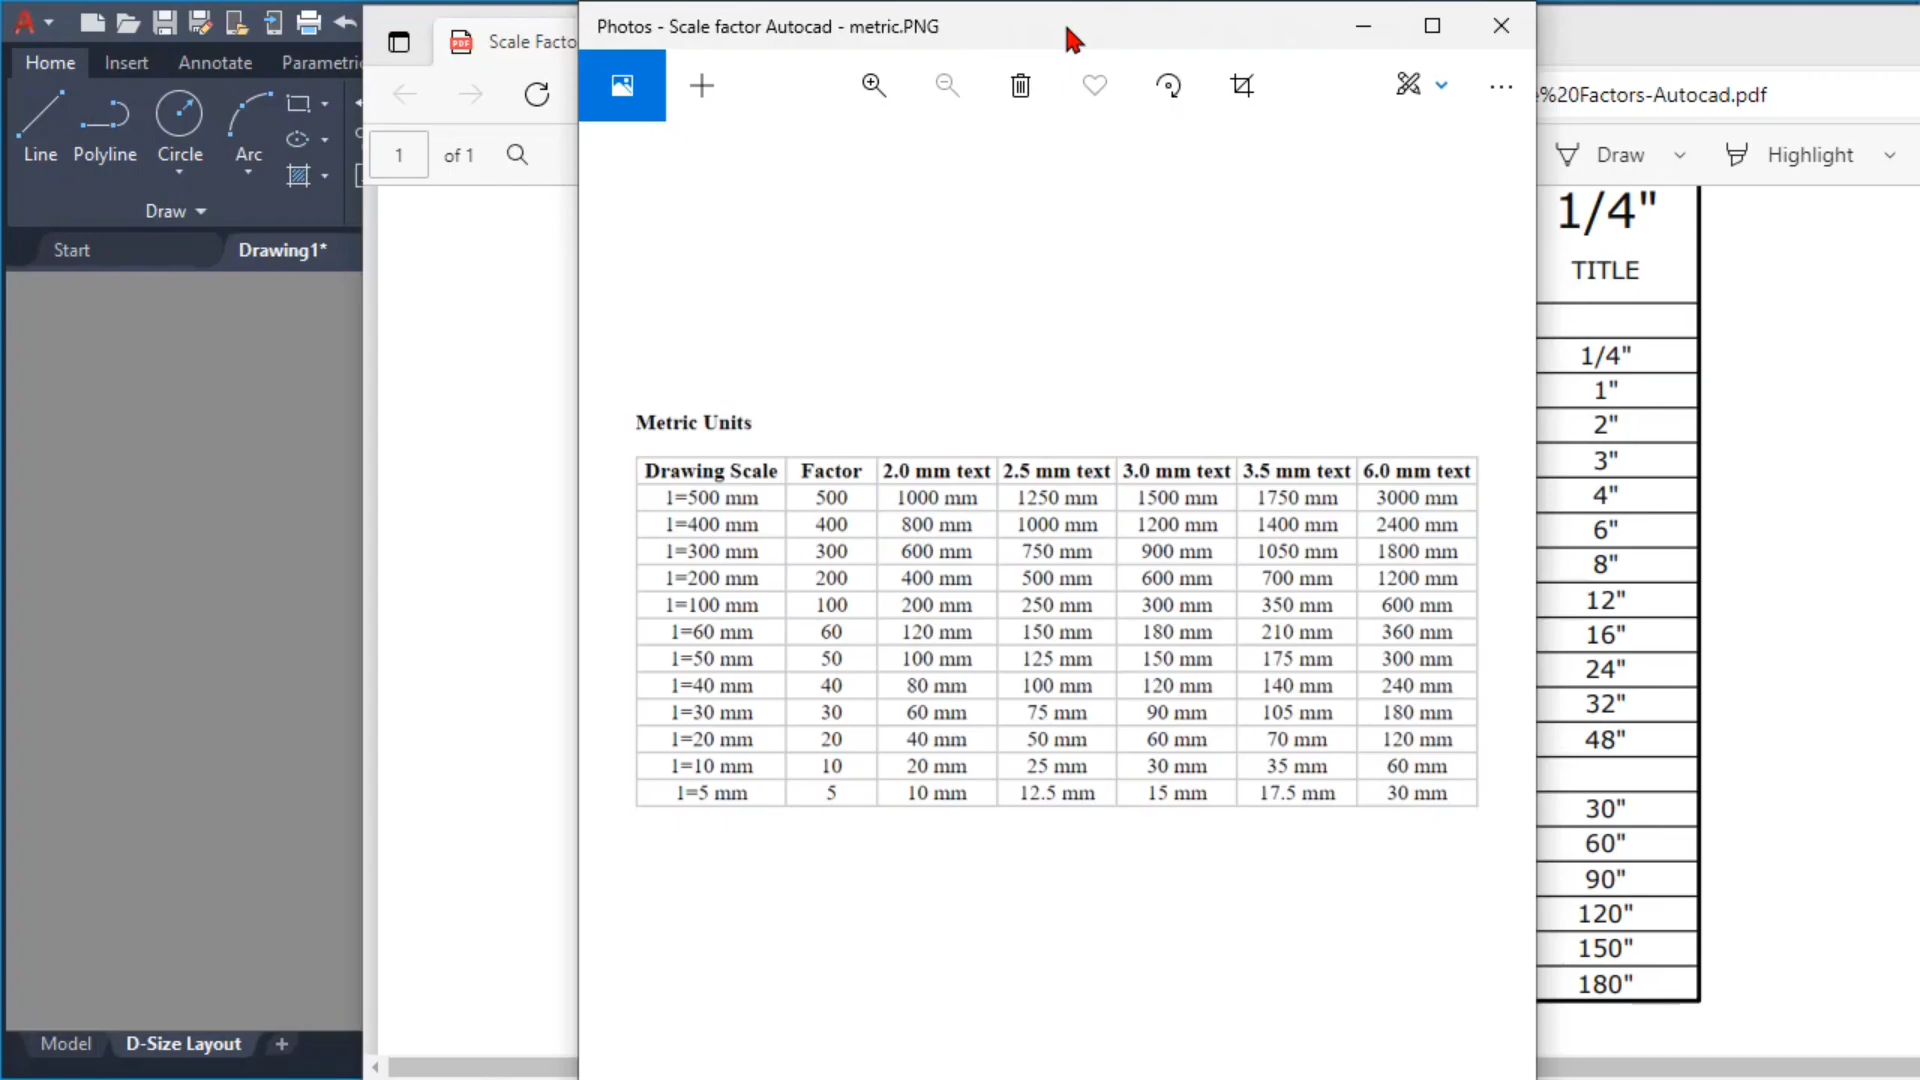 Home Insert Annotate Parametri
Line Polyline Circle Arc
Draw
Start Drawing1*
Model D-Size Layout +
PDF Scale Facto
1 of 1
Photos - Scale factor Autocad - metric.PNG
Metric Units
Drawing Scale Factor 2.0 mm text 2.5 mm text 3.0 mm text 3.5 mm text 6.0 mm text
1=500 mm 500 1000 mm 1250 mm 1500 mm 1750 mm 3000 mm
1=400 mm 400 800 mm 1000 mm 1200 mm 1400 mm 2400 mm
1=300 mm 300 600 mm 750 mm 900 mm 1050 mm 1800 mm
1=200 mm 200 400 mm 500 mm 600 mm 700 mm 1200 mm
1=100 mm 100 200 mm 250 mm 300 mm 350 mm 600 mm
1=60 mm 60 120 mm 150 mm 180 mm 210 mm 360 mm
1=50 mm 50 100 mm 125 mm 150 mm 175 mm 300 mm
1=40 mm 40 80 mm 100 mm 120 mm 140 mm 240 mm
1=30 mm 30 60 mm 75 mm 90 mm 105 mm 180 mm
1=20 mm 20 40 mm 50 mm 60 mm 70 mm 120 mm
1=10 mm 10 20 mm 25 mm 30 mm 35 mm 60 mm
1=5 mm 5 10 mm 12.5 mm 15 mm 17.5 mm 30 mm
%20Factors-Autocad.pdf
Draw Highlight
1/4"
TITLE
1/4"
1"
2"
3"
4"
6"
8"
12"
16"
24"
32"
48"
30"
60"
90"
120"
150"
180"